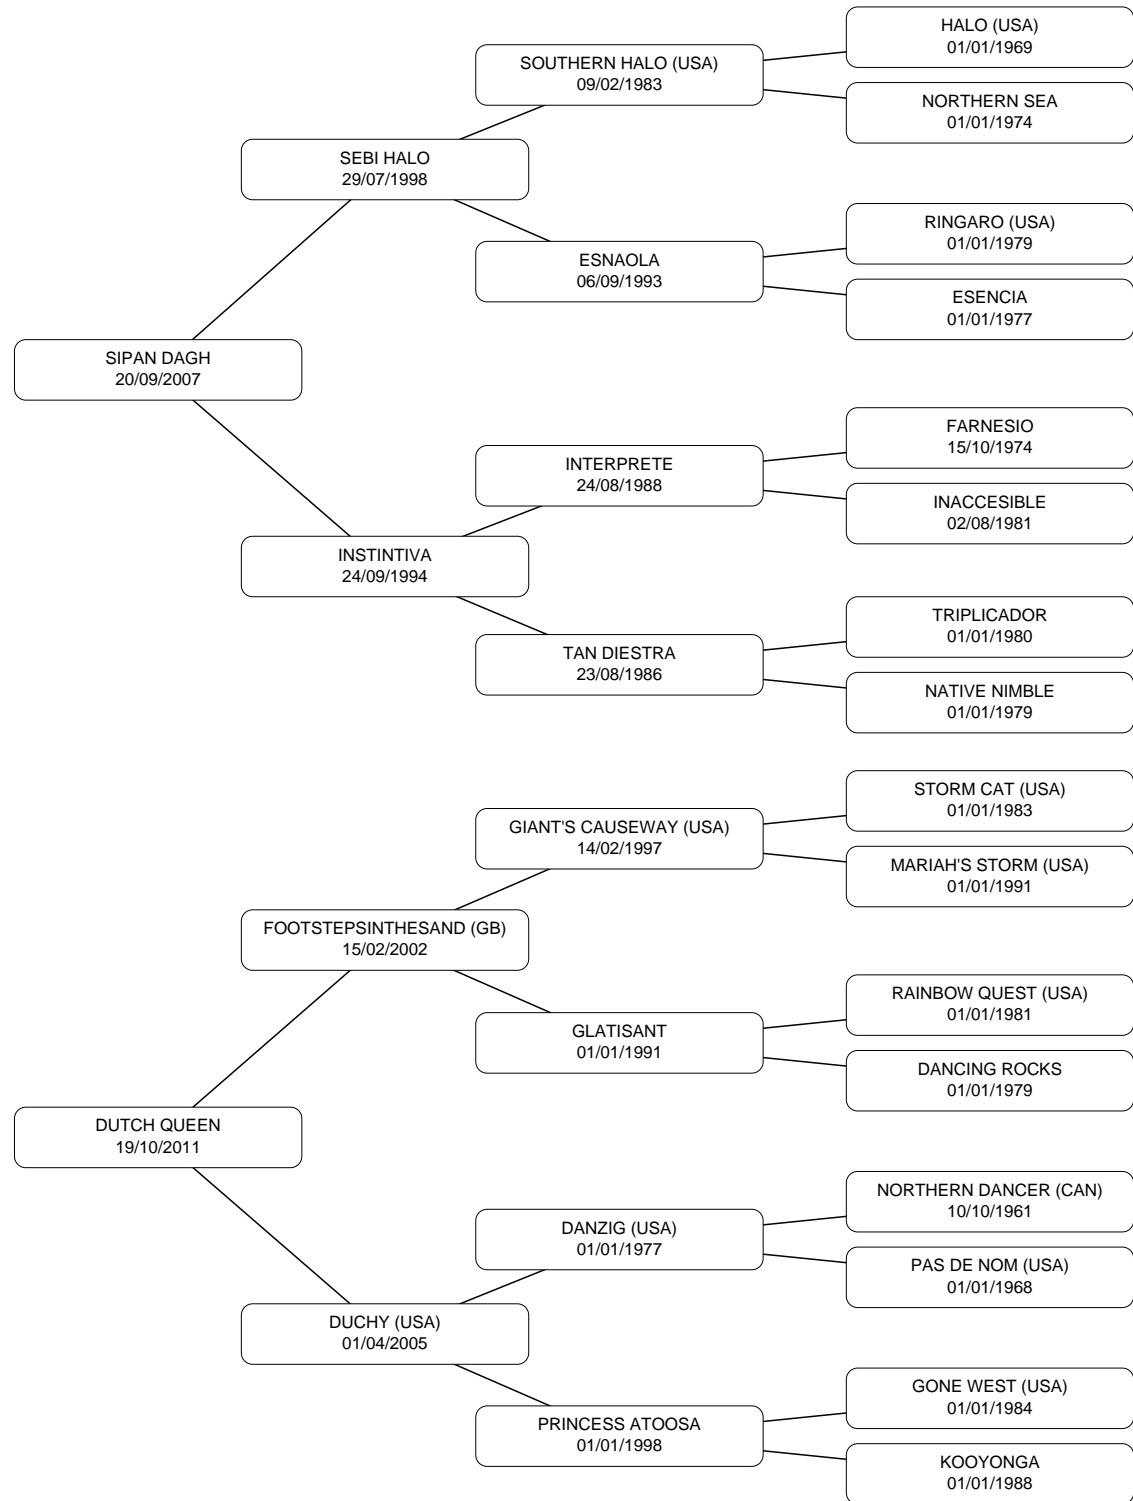 HALO (USA)
01/01/1969
SOUTHERN HALO (USA)
09/02/1983
NORTHERN SEA
01/01/1974
SEBI HALO
29/07/1998
RINGARO (USA)
01/01/1979
ESNAOLA
06/09/1993
ESENCIA
01/01/1977
SIPAN DAGH
20/09/2007
FARNESIO
15/10/1974
INTERPRETE
24/08/1988
INACCESIBLE
02/08/1981
INSTINTIVA
24/09/1994
TRIPLICADOR
01/01/1980
TAN DIESTRA
23/08/1986
NATIVE NIMBLE
01/01/1979
STORM CAT (USA)
01/01/1983
GIANT'S CAUSEWAY (USA)
14/02/1997
MARIAH'S STORM (USA)
01/01/1991
FOOTSTEPSINTHESAND (GB)
15/02/2002
RAINBOW QUEST (USA)
01/01/1981
GLATISANT
01/01/1991
DANCING ROCKS
01/01/1979
DUTCH QUEEN
19/10/2011
NORTHERN DANCER (CAN)
10/10/1961
DANZIG (USA)
01/01/1977
PAS DE NOM (USA)
01/01/1968
DUCHY (USA)
01/04/2005
GONE WEST (USA)
01/01/1984
PRINCESS ATOOSA
01/01/1998
KOOYONGA
01/01/1988